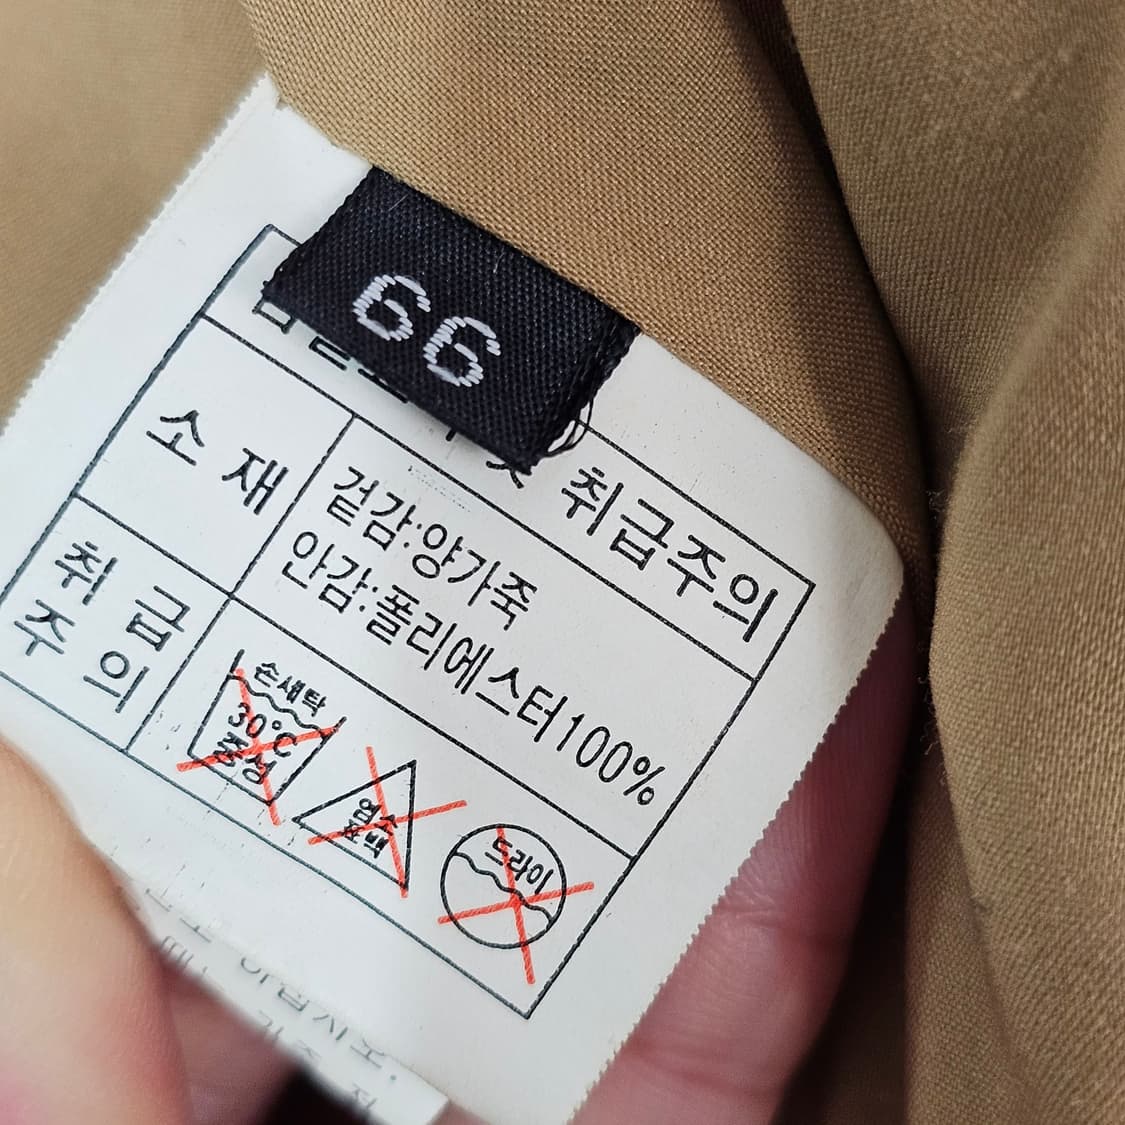 66
취급주의
소재
겉감:양가죽
안감:폴리에스터100%
취급
주의
손세탁
30°C
중성
염소
표백
드라이